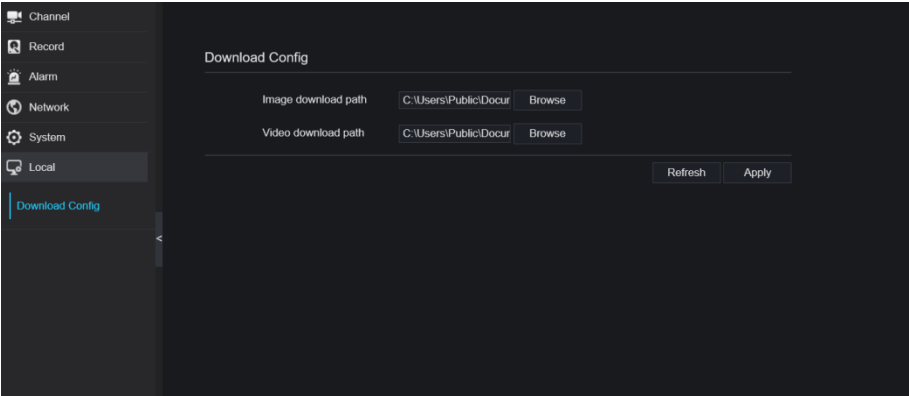 Channel
Record
Alarm
Network
System
Local
Download Config
<
Download Config
Image download path C:\Users\Public\Docur Browse
Video download path C:\Users\Public\Docur Browse
Refresh Apply